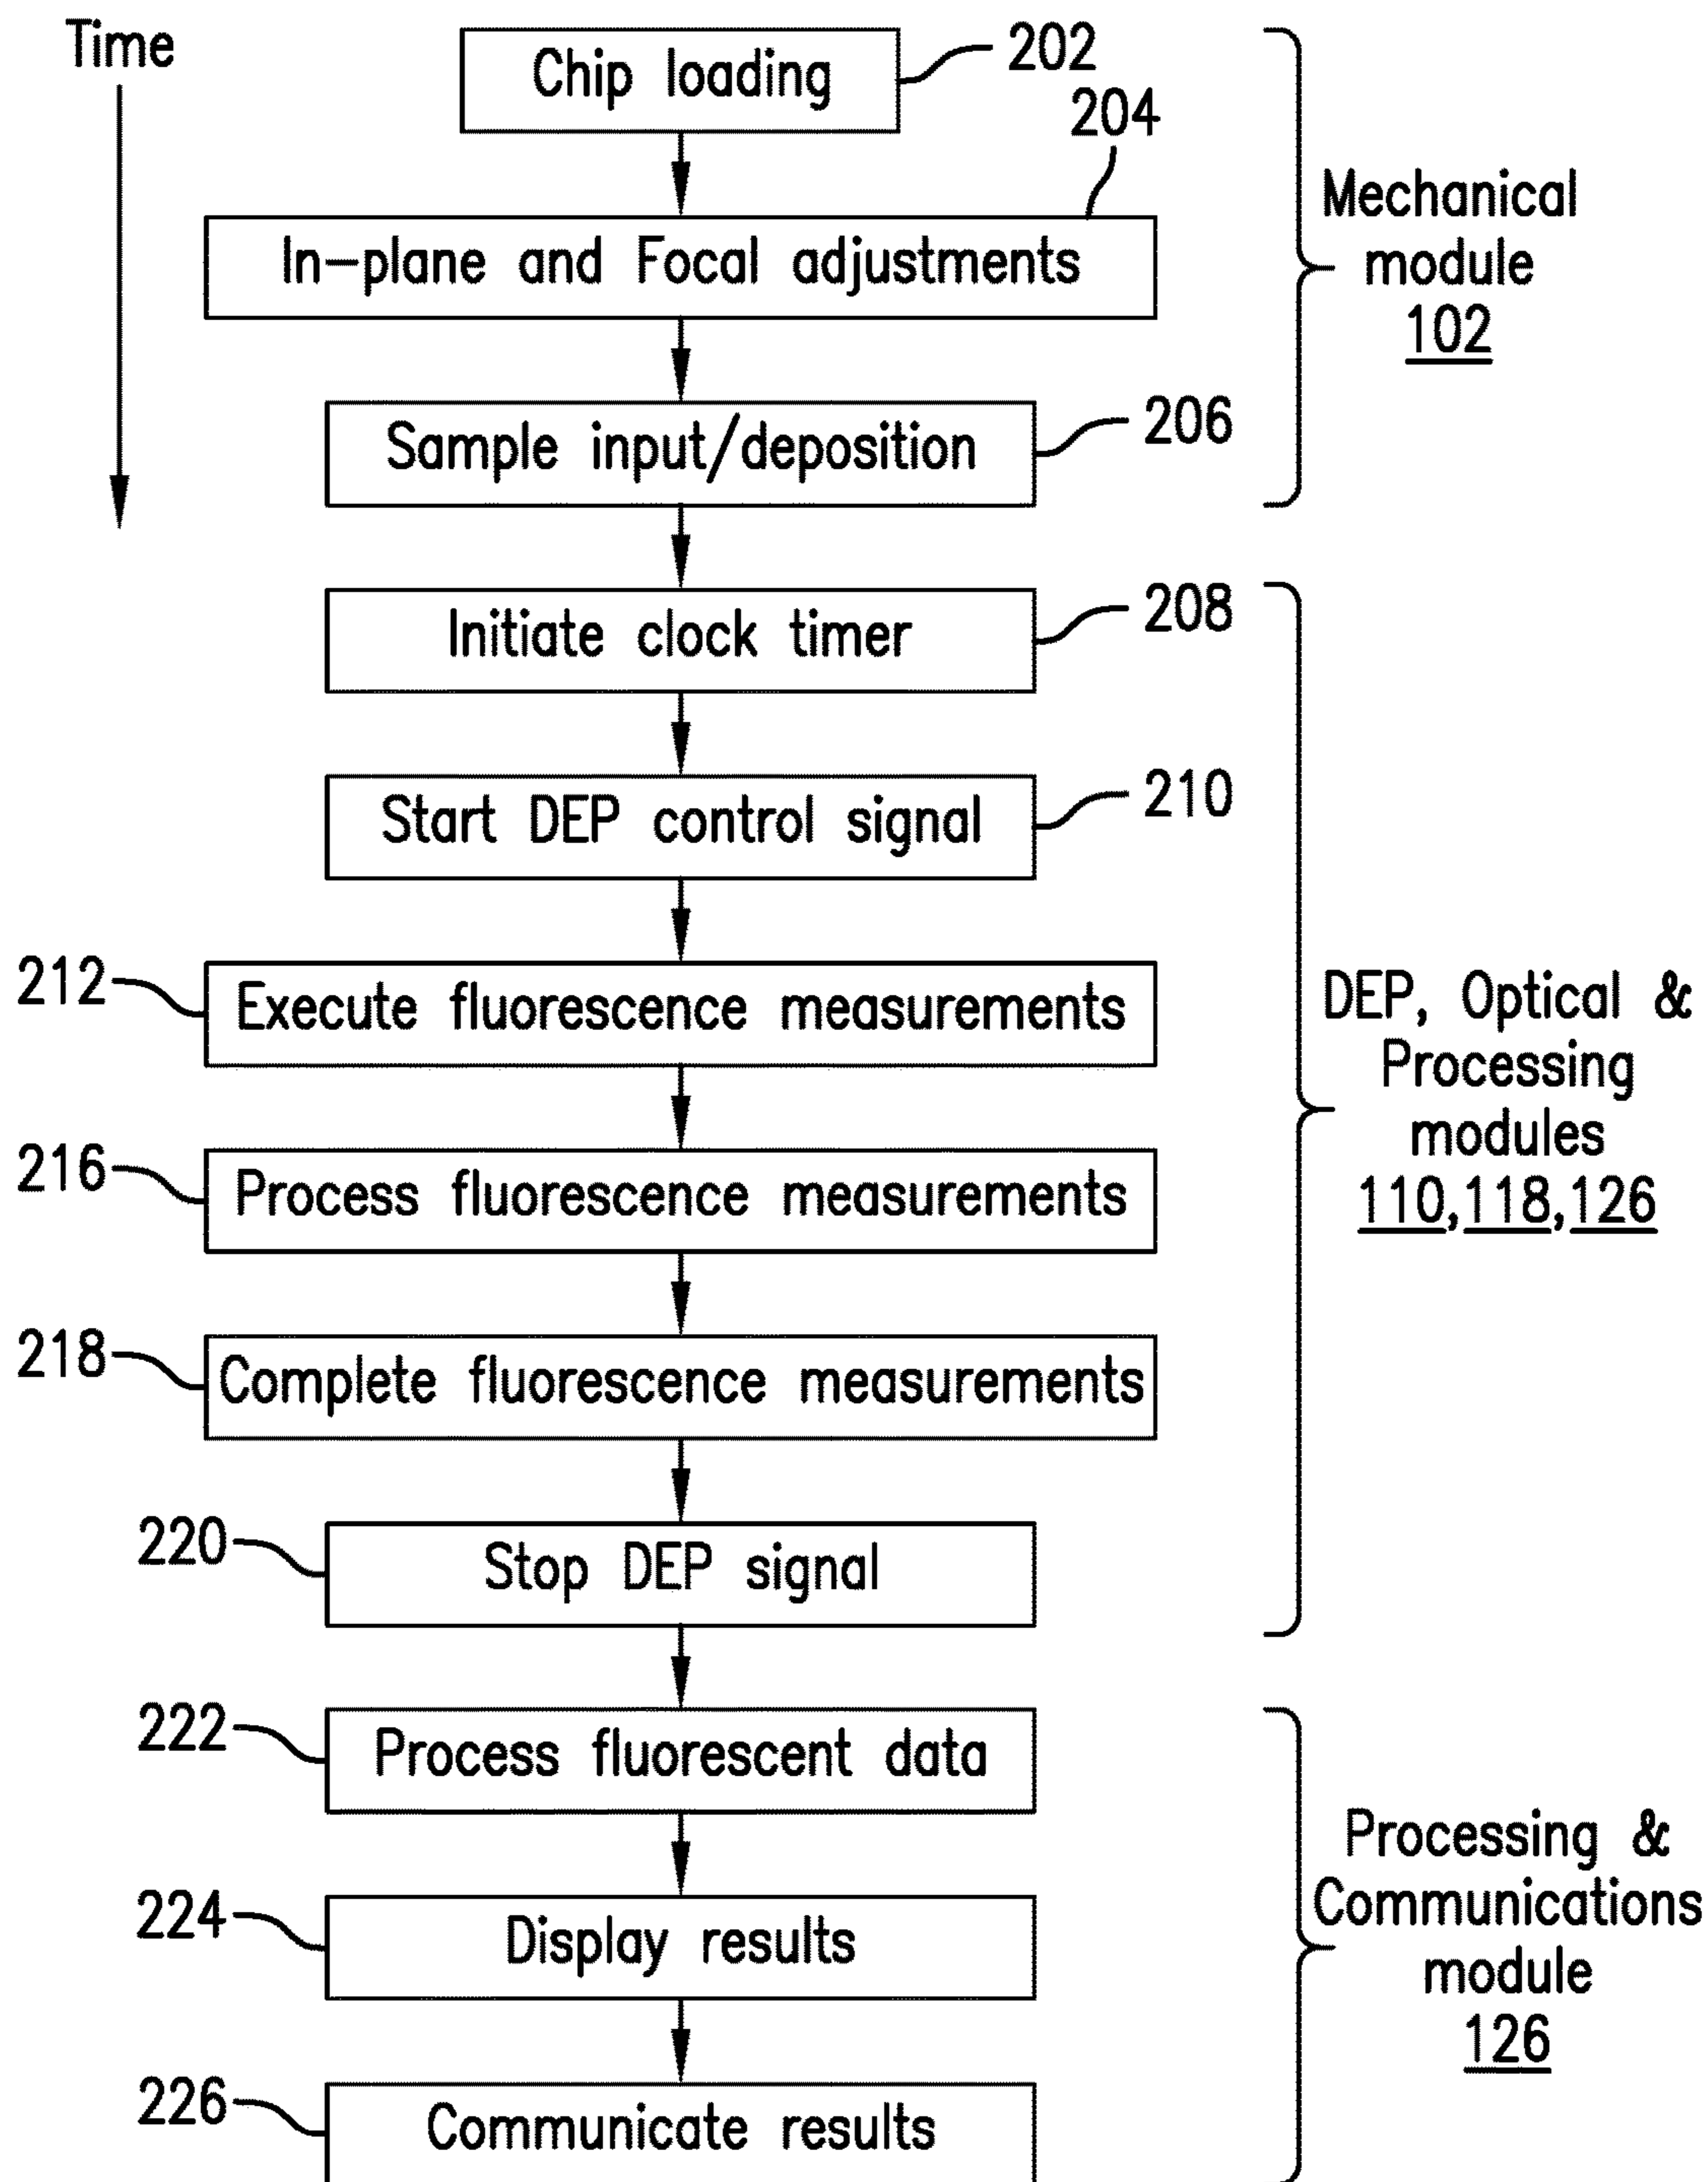 Time
Chip loading
202
204
In-plane and Focal adjustments
Sample input/deposition
206
Mechanical
module
102
Initiate clock timer
208
Start DEP control signal
210
212
Execute fluorescence measurements
216
Process fluorescence measurements
218
Complete fluorescence measurements
220
Stop DEP signal
DEP, Optical &
Processing
modules
110, 118, 126
222
Process fluorescent data
224
Display results
226
Communicate results
Processing &
Communications
module
126